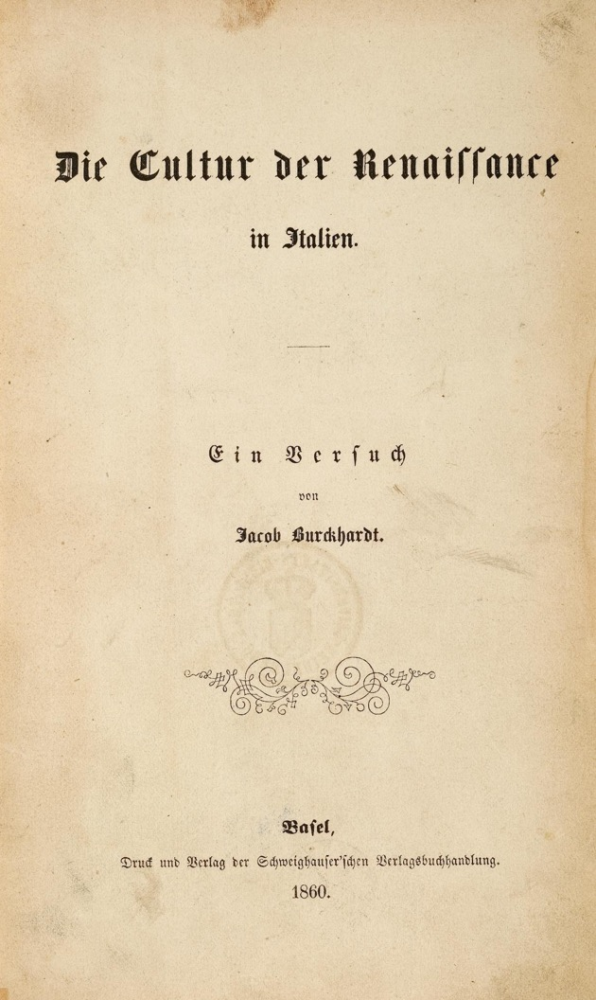 Die Cultur der Renaiſſance
in Italien.
Ein Verſuch
von
Jacob Burckhardt.
Baſel,
Druck und Verlag der Schweighauſer'ſchen Verlagsbuchhandlung.
1860.